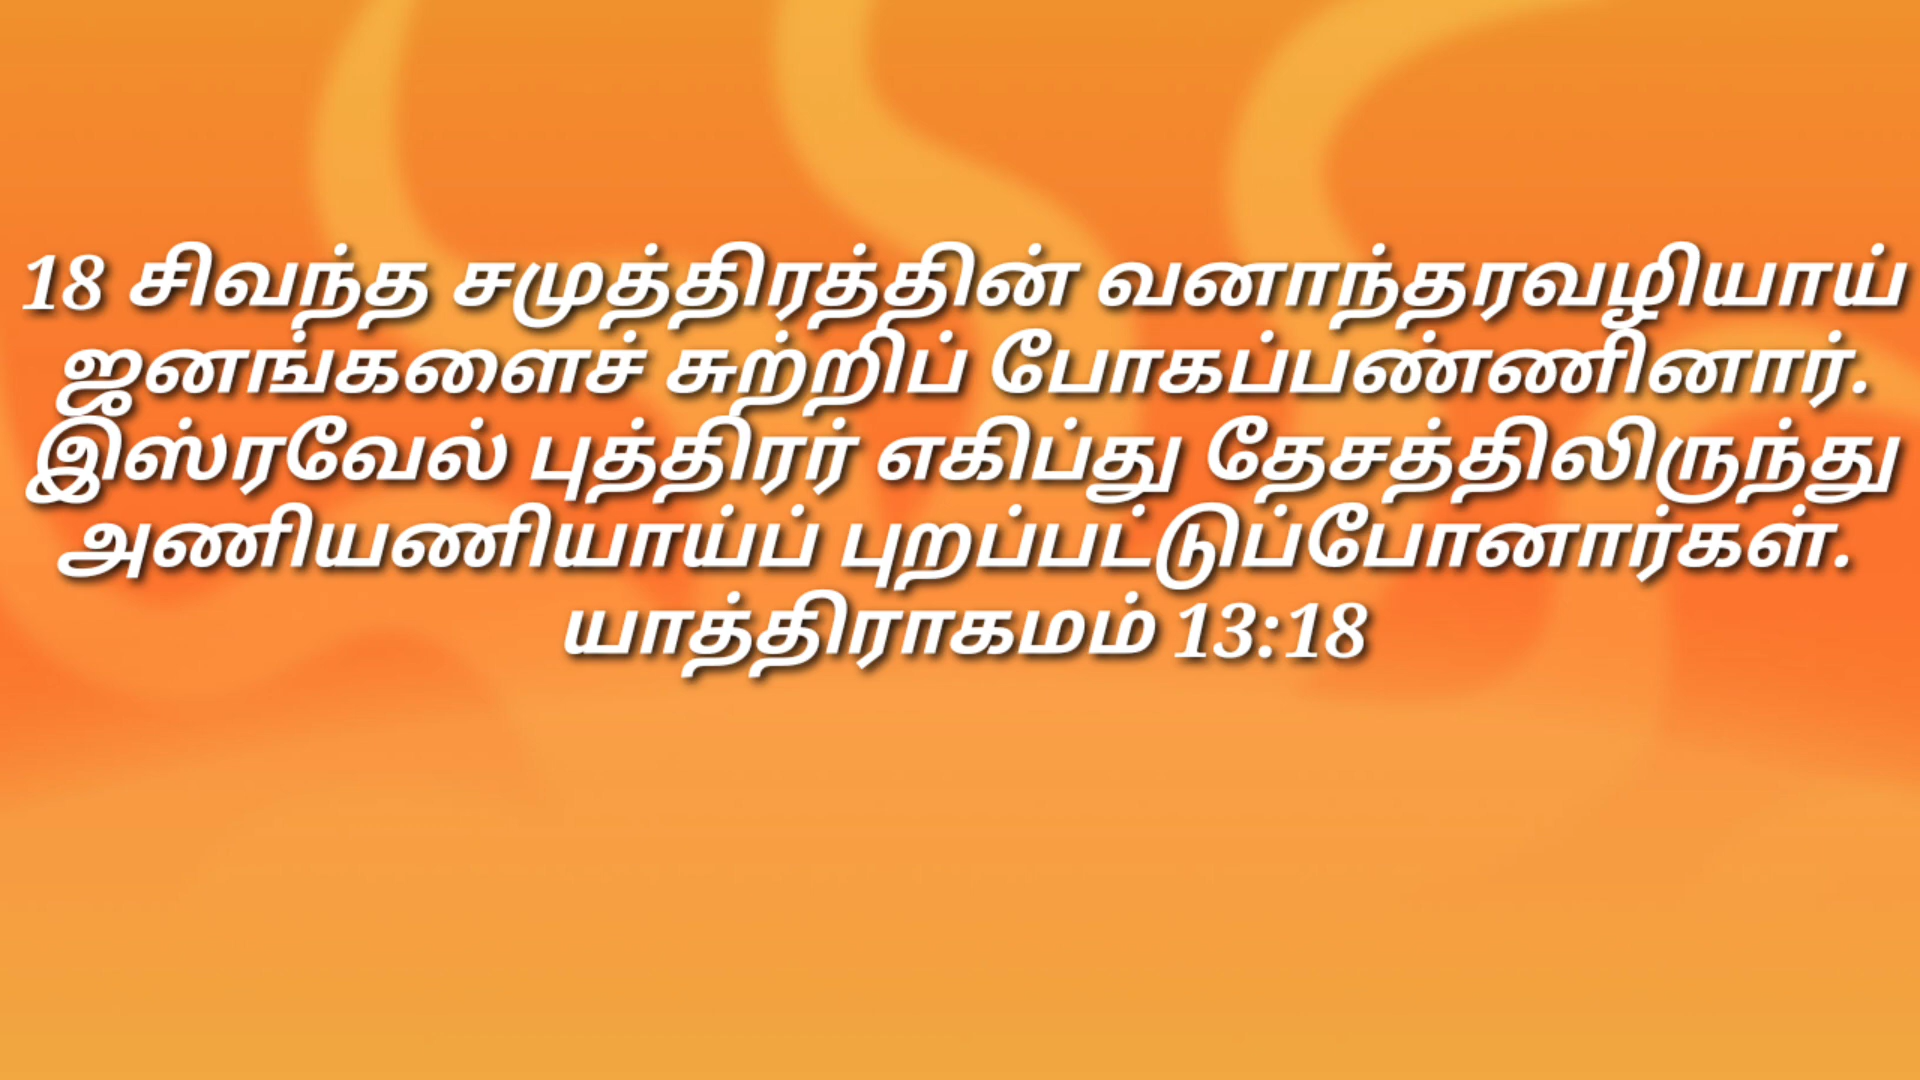 18 சிவந்த சமுத்திரத்தின் வனாந்தரவழியாய்
ஜனங்களைச் சுற்றிப் போகப்பண்ணினார்.
இஸ்ரவேல் புத்திரர் எகிப்து தேசத்திலிருந்து
அணியணியாய்ப் புறப்பட்டுப்போனார்கள்.
யாத்திராகமம் 13:18